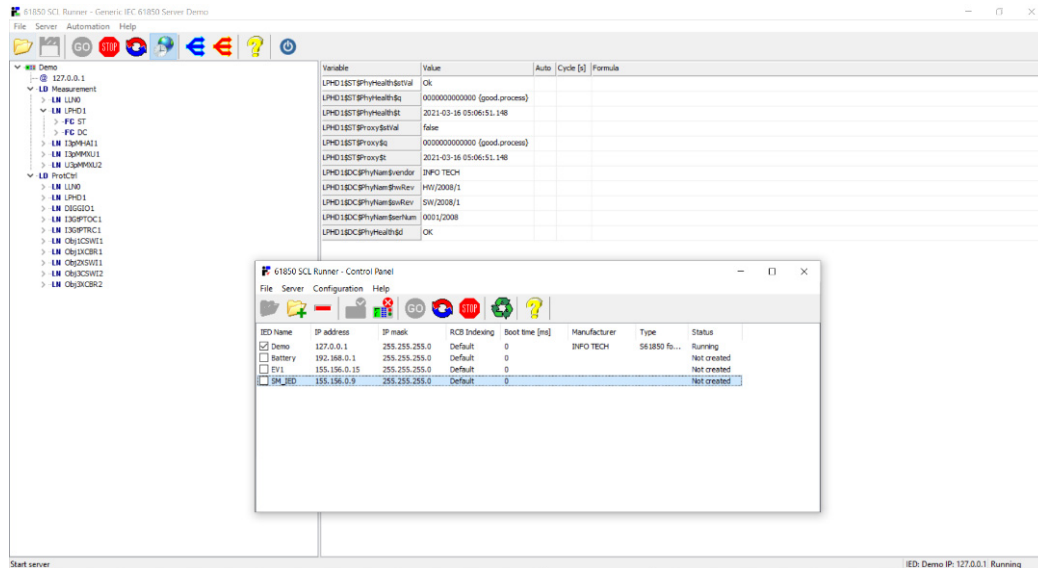 61850 SCL Runner - Generic IEC 61850 Server Demo
File Server Automation Help
GO STOP
Demo
127.0.0.1
LD Measurement
LN LLN0
LN LPHD1
FC ST
FC DC
LN I3pMHAI1
LN I3pMMXU1
LN U3pMMXU2
LD ProtCtrl
LN LLN0
LN LPHD1
LN DIGGIO1
LN I3GtPTOC1
LN I3GtPTRC1
LN Obj1CSWI1
LN Obj1XCBR1
LN Obj2XSWI1
LN Obj3CSWI2
LN Obj3XCBR2
Variable Value Auto Cycle [s] Formula
LPHD1$ST$PhyHealth$stVal Ok
LPHD1$ST$PhyHealth$q 0000000000000 {good.process}
LPHD1$ST$PhyHealth$t 2021-03-16 05:06:51.148
LPHD1$ST$Proxy$stVal false
LPHD1$ST$Proxy$q 0000000000000 {good.process}
LPHD1$ST$Proxy$t 2021-03-16 05:06:51.148
LPHD1$DC$PhyNam$vendor INFO TECH
LPHD1$DC$PhyNam$hwRev HW/2008/1
LPHD1$DC$PhyNam$swRev SW/2008/1
LPHD1$DC$PhyNam$serNum 0001/2008
LPHD1$DC$PhyHealth$d OK
61850 SCL Runner - Control Panel
File Server Configuration Help
GO STOP
IED Name IP address IP mask RCB Indexing Boot time [ms] Manufacturer Type Status
Demo 127.0.0.1 255.255.255.0 Default 0 INFO TECH S61850 fo... Running
Battery 192.168.0.1 255.255.255.0 Default 0 Not created
EV1 155.156.0.15 255.255.255.0 Default 0 Not created
SM_IED 155.156.0.9 255.255.255.0 Default 0 Not created
Start server
IED: Demo IP: 127.0.0.1 Running